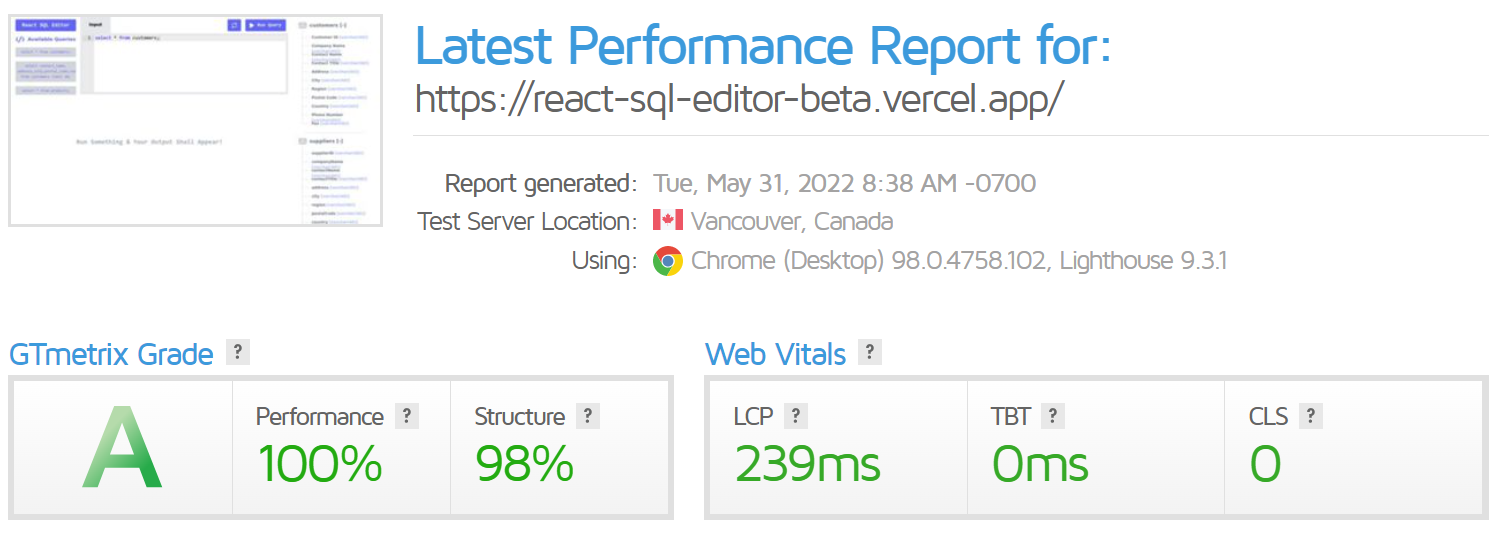 React SQL Editor
Input
Run Query
Available Queries
1 select * from customers;
Run Something & Your Output Shall Appear!
customers [-]
Customer ID
Company Name
Contact Name
Contact Title
Address
City
Region
Postal Code
Country
Phone Number
Fax
suppliers [-]
supplierID
companyName
contactName
contactTitle
address
city
region
postalCode
country
Latest Performance Report for:
https://react-sql-editor-beta.vercel.app/
Report generated: Tue, May 31, 2022 8:38 AM -0700
Test Server Location: Vancouver, Canada
Using: Chrome (Desktop) 98.0.4758.102, Lighthouse 9.3.1
GTmetrix Grade ?
A
Performance ?
100%
Structure ?
98%
Web Vitals ?
LCP ?
239ms
TBT ?
0ms
CLS ?
0